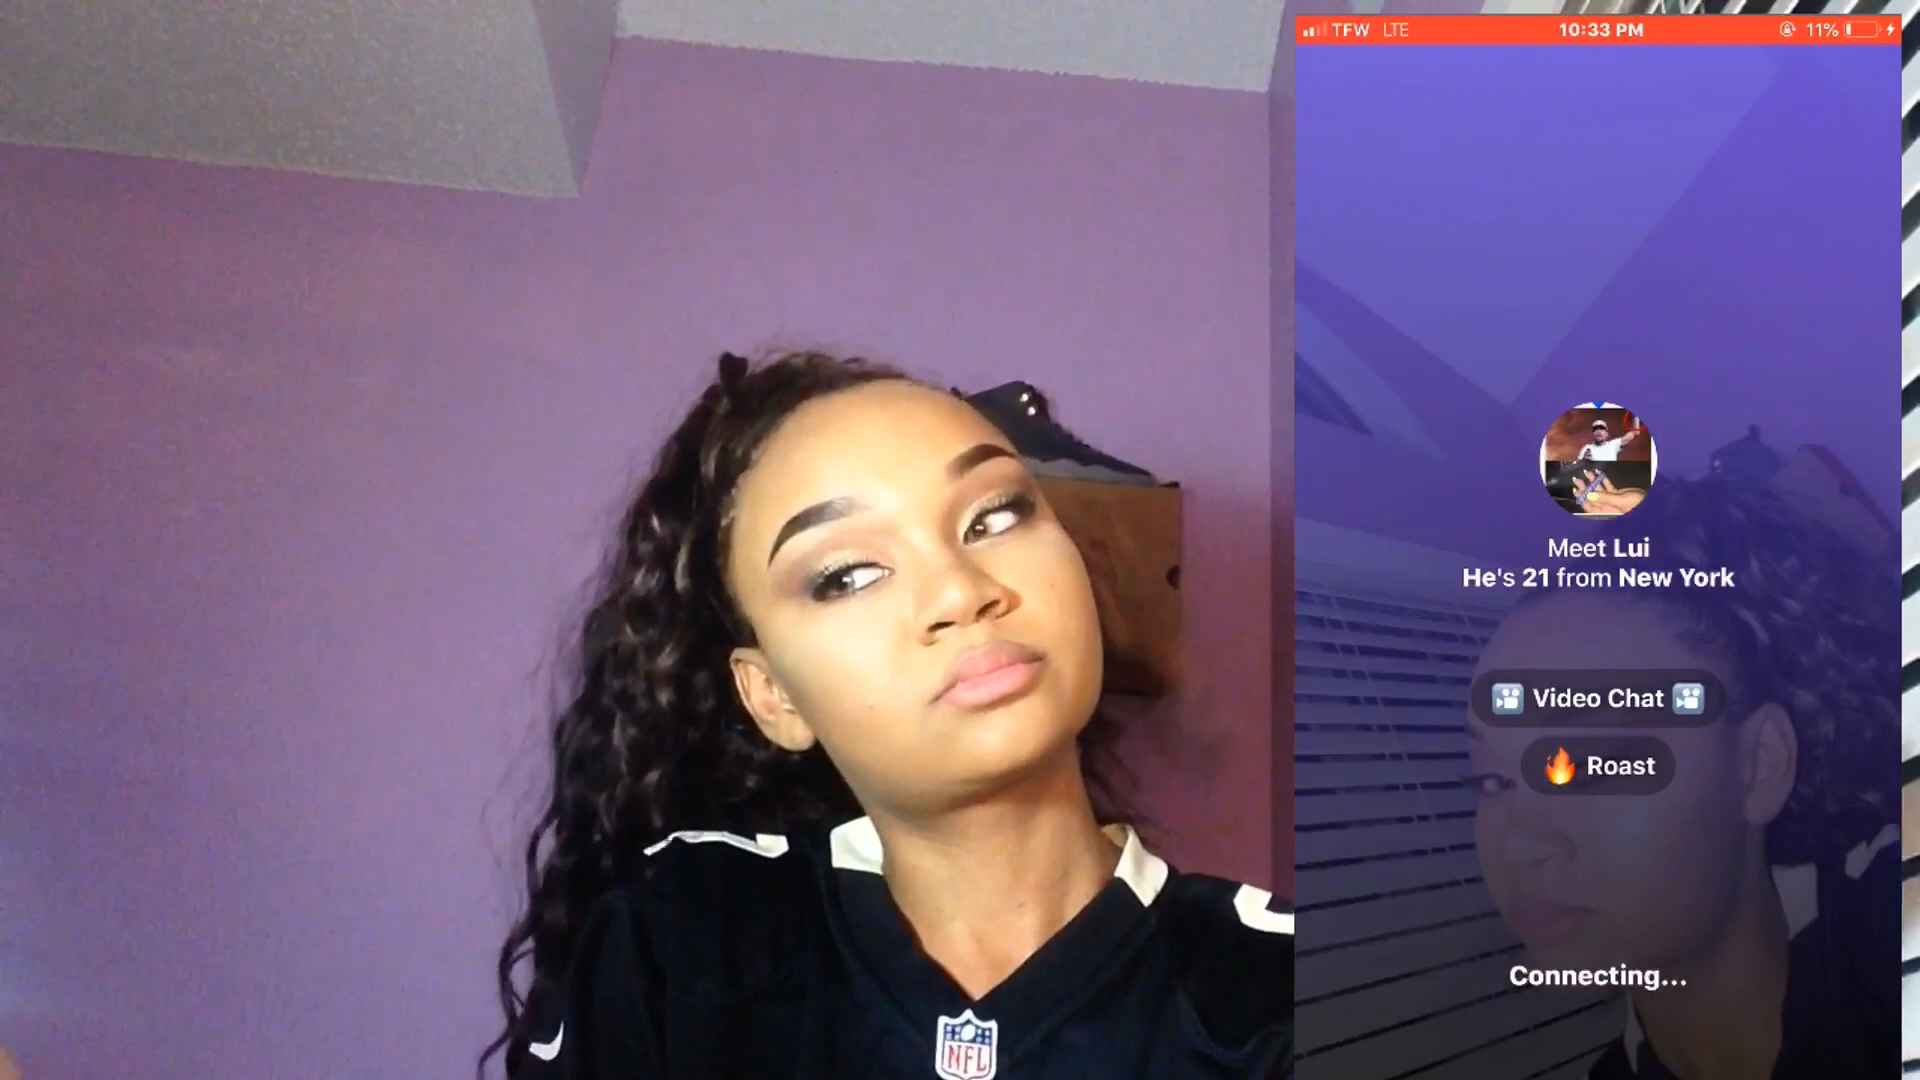 TFW LTE 10:33 PM 11%
Meet Lui
He's 21 from New York
Video Chat
Roast
Connecting...
NFL